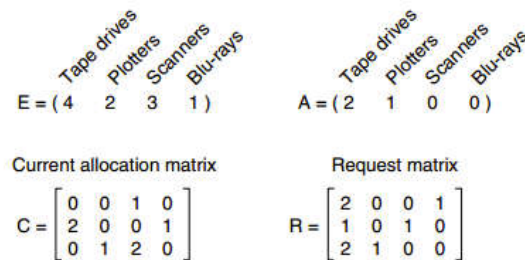 Tape drives Plotters Scanners Blu-rays
E = ( 4 2 3 1 )
Tape drives Plotters Scanners Blu-rays
A = ( 2 1 0 0 )
Current allocation matrix
C =
0 0 1 0
2 0 0 1
0 1 2 0
Request matrix
R =
2 0 0 1
1 0 1 0
2 1 0 0